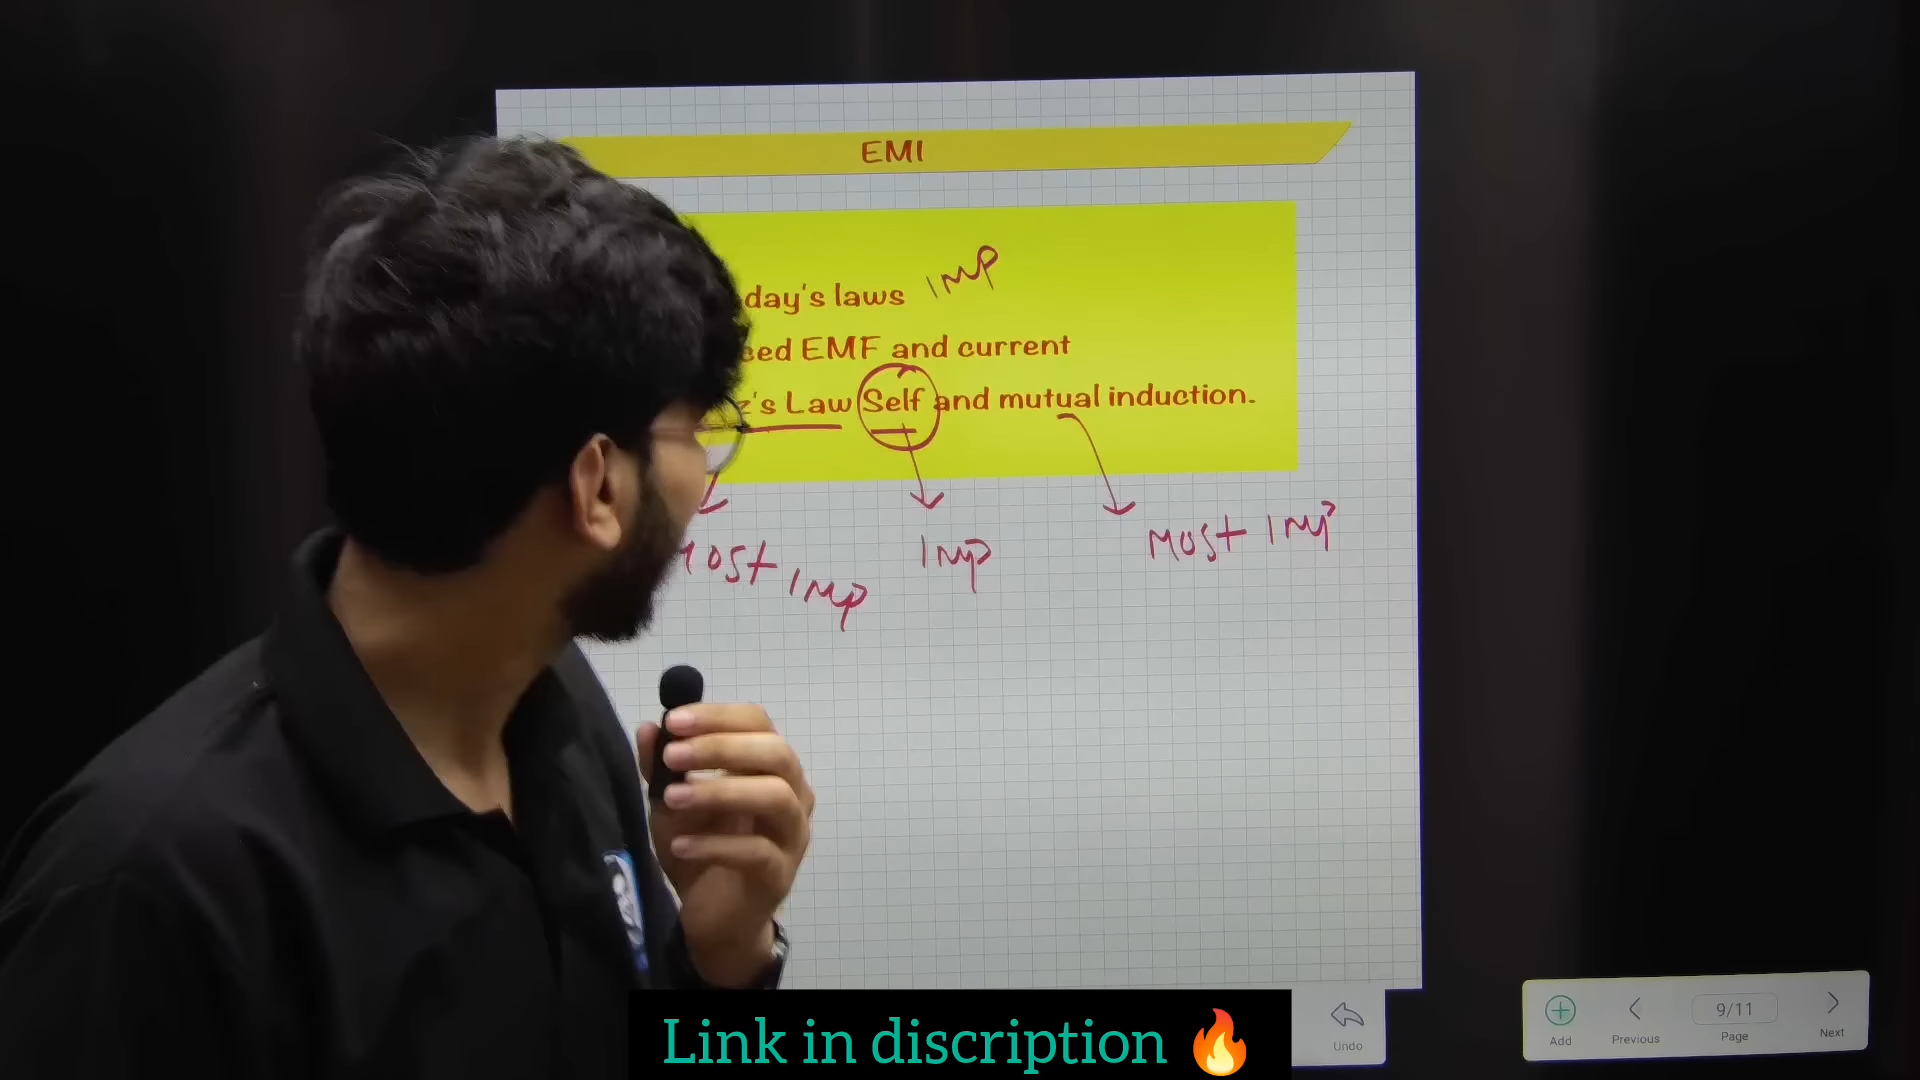 EMI
day's laws IMP
ced EMF and current
z's Law Self and mutual induction.
MOST IMP
IMP
MOST IMP
Link in discription 🔥
Undo
Add
Previous
9/11
Page
Next